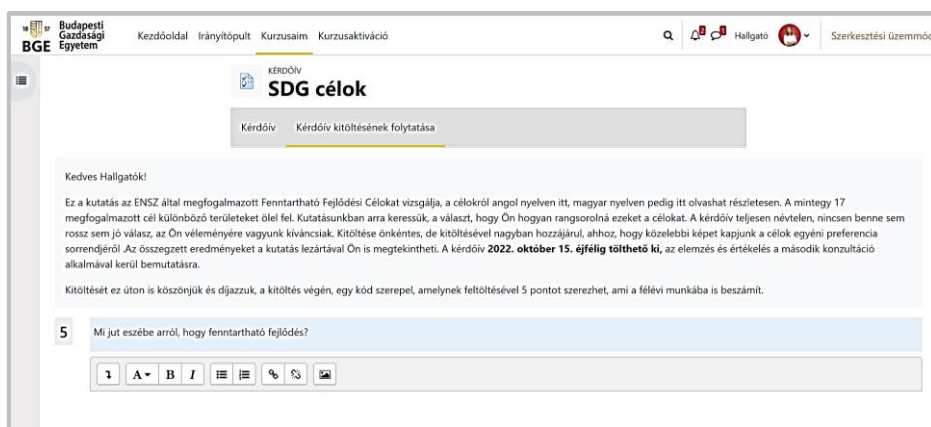 18 57
Budapesti
Gazdasági
BGE Egyetem
Kezdőoldal Irányítópult Kurzusaim Kurzusaktiváció
2 1 Hallgató Szerkesztési üzemmód
KÉRDŐÍV
SDG célok
Kérdőív Kérdőív kitöltésének folytatása
Kedves Hallgatók!
Ez a kutatás az ENSZ által megfogalmazott Fenntartható Fejlődési Célokat vizsgálja, a célokról angol nyelven itt, magyar nyelven pedig itt olvashat részletesen. A mintegy 17
megfogalmazott cél különböző területeket ölel fel. Kutatásunkban arra keressük, a választ, hogy Ön hogyan rangsorolná ezeket a célokat. A kérdőív teljesen névtelen, nincsen benne sem
rossz sem jó válasz, az Ön véleményére vagyunk kíváncsiak. Kitöltése önkéntes, de kitöltésével nagyban hozzájárul, ahhoz, hogy közelebbi képet kapjunk a célok egyéni preferencia
sorrendjéről .Az összegzett eredményeket a kutatás lezártával Ön is megtekintheti. A kérdőív 2022. október 15. éjfélig tölthető ki, az elemzés és értékelés a második konzultáció
alkalmával kerül bemutatásra.
Kitöltését ez úton is köszönjük és díjazzuk, a kitöltés végén, egy kód szerepel, amelynek feltöltésével 5 pontot szerezhet, ami a félévi munkába is beszámít.
5 Mi jut eszébe arról, hogy fenntartható fejlődés?
A B I